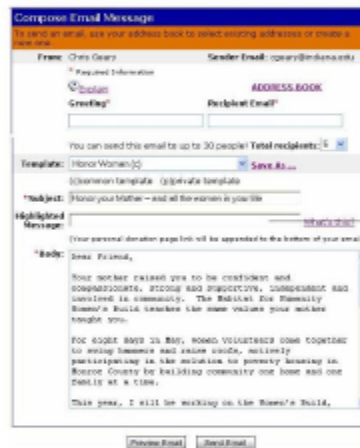 Compose Email Message
To send an email, use your address book to select existing addresses or create a new one.
From: Chris Geary Sender Email: cgeary@indiana.edu
* Required Information
Explain ADDRESS BOOK
Greeting* Recipient Email*
You can send this email to up to 30 people! Total recipients: 5
Template: Honor Women (c) Save As...
(c)common template (p)private template
*Subject: Honor your Mother -- and all the women in your life
Highlighted Message: What's this?
(Your personal donation page link will be appended to the bottom of your email
*Body: Dear Friend,
Your mother raised you to be confident and
compassionate, strong and supportive, independent and
involved in community. The Habitat for Humanity
Women's Build teaches the same values your mother
taught you.
For eight days in May, women volunteers come together
to swing hammers and raise roofs, actively
participating in the solution to poverty housing in
Monroe County by building community one home and one
family at a time.
This year, I will be working on the Women's Build,
Preview Email Send Email